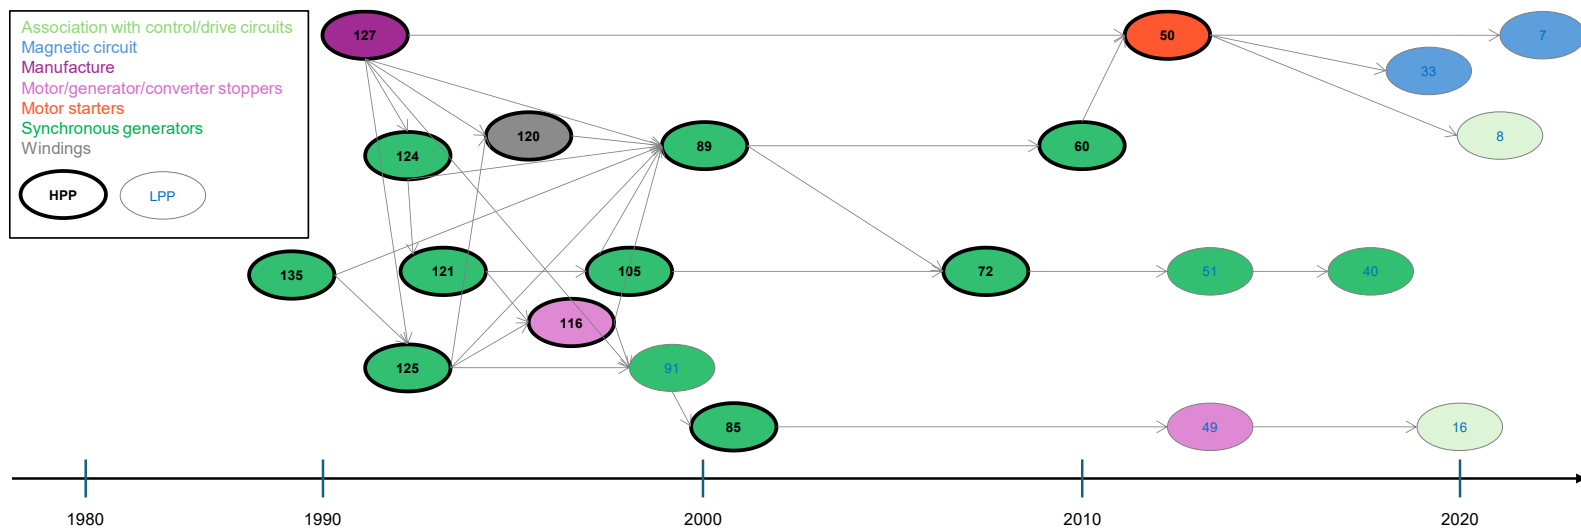 Association with control/drive circuits
Magnetic circuit
Manufacture
Motor/generator/converter stoppers
Motor starters
Synchronous generators
Windings
HPP LPP
127 50 7
33
120 8
124 89 60
135 121 105 72 51 40
116
125 91
85 49 16
1980 1990 2000 2010 2020